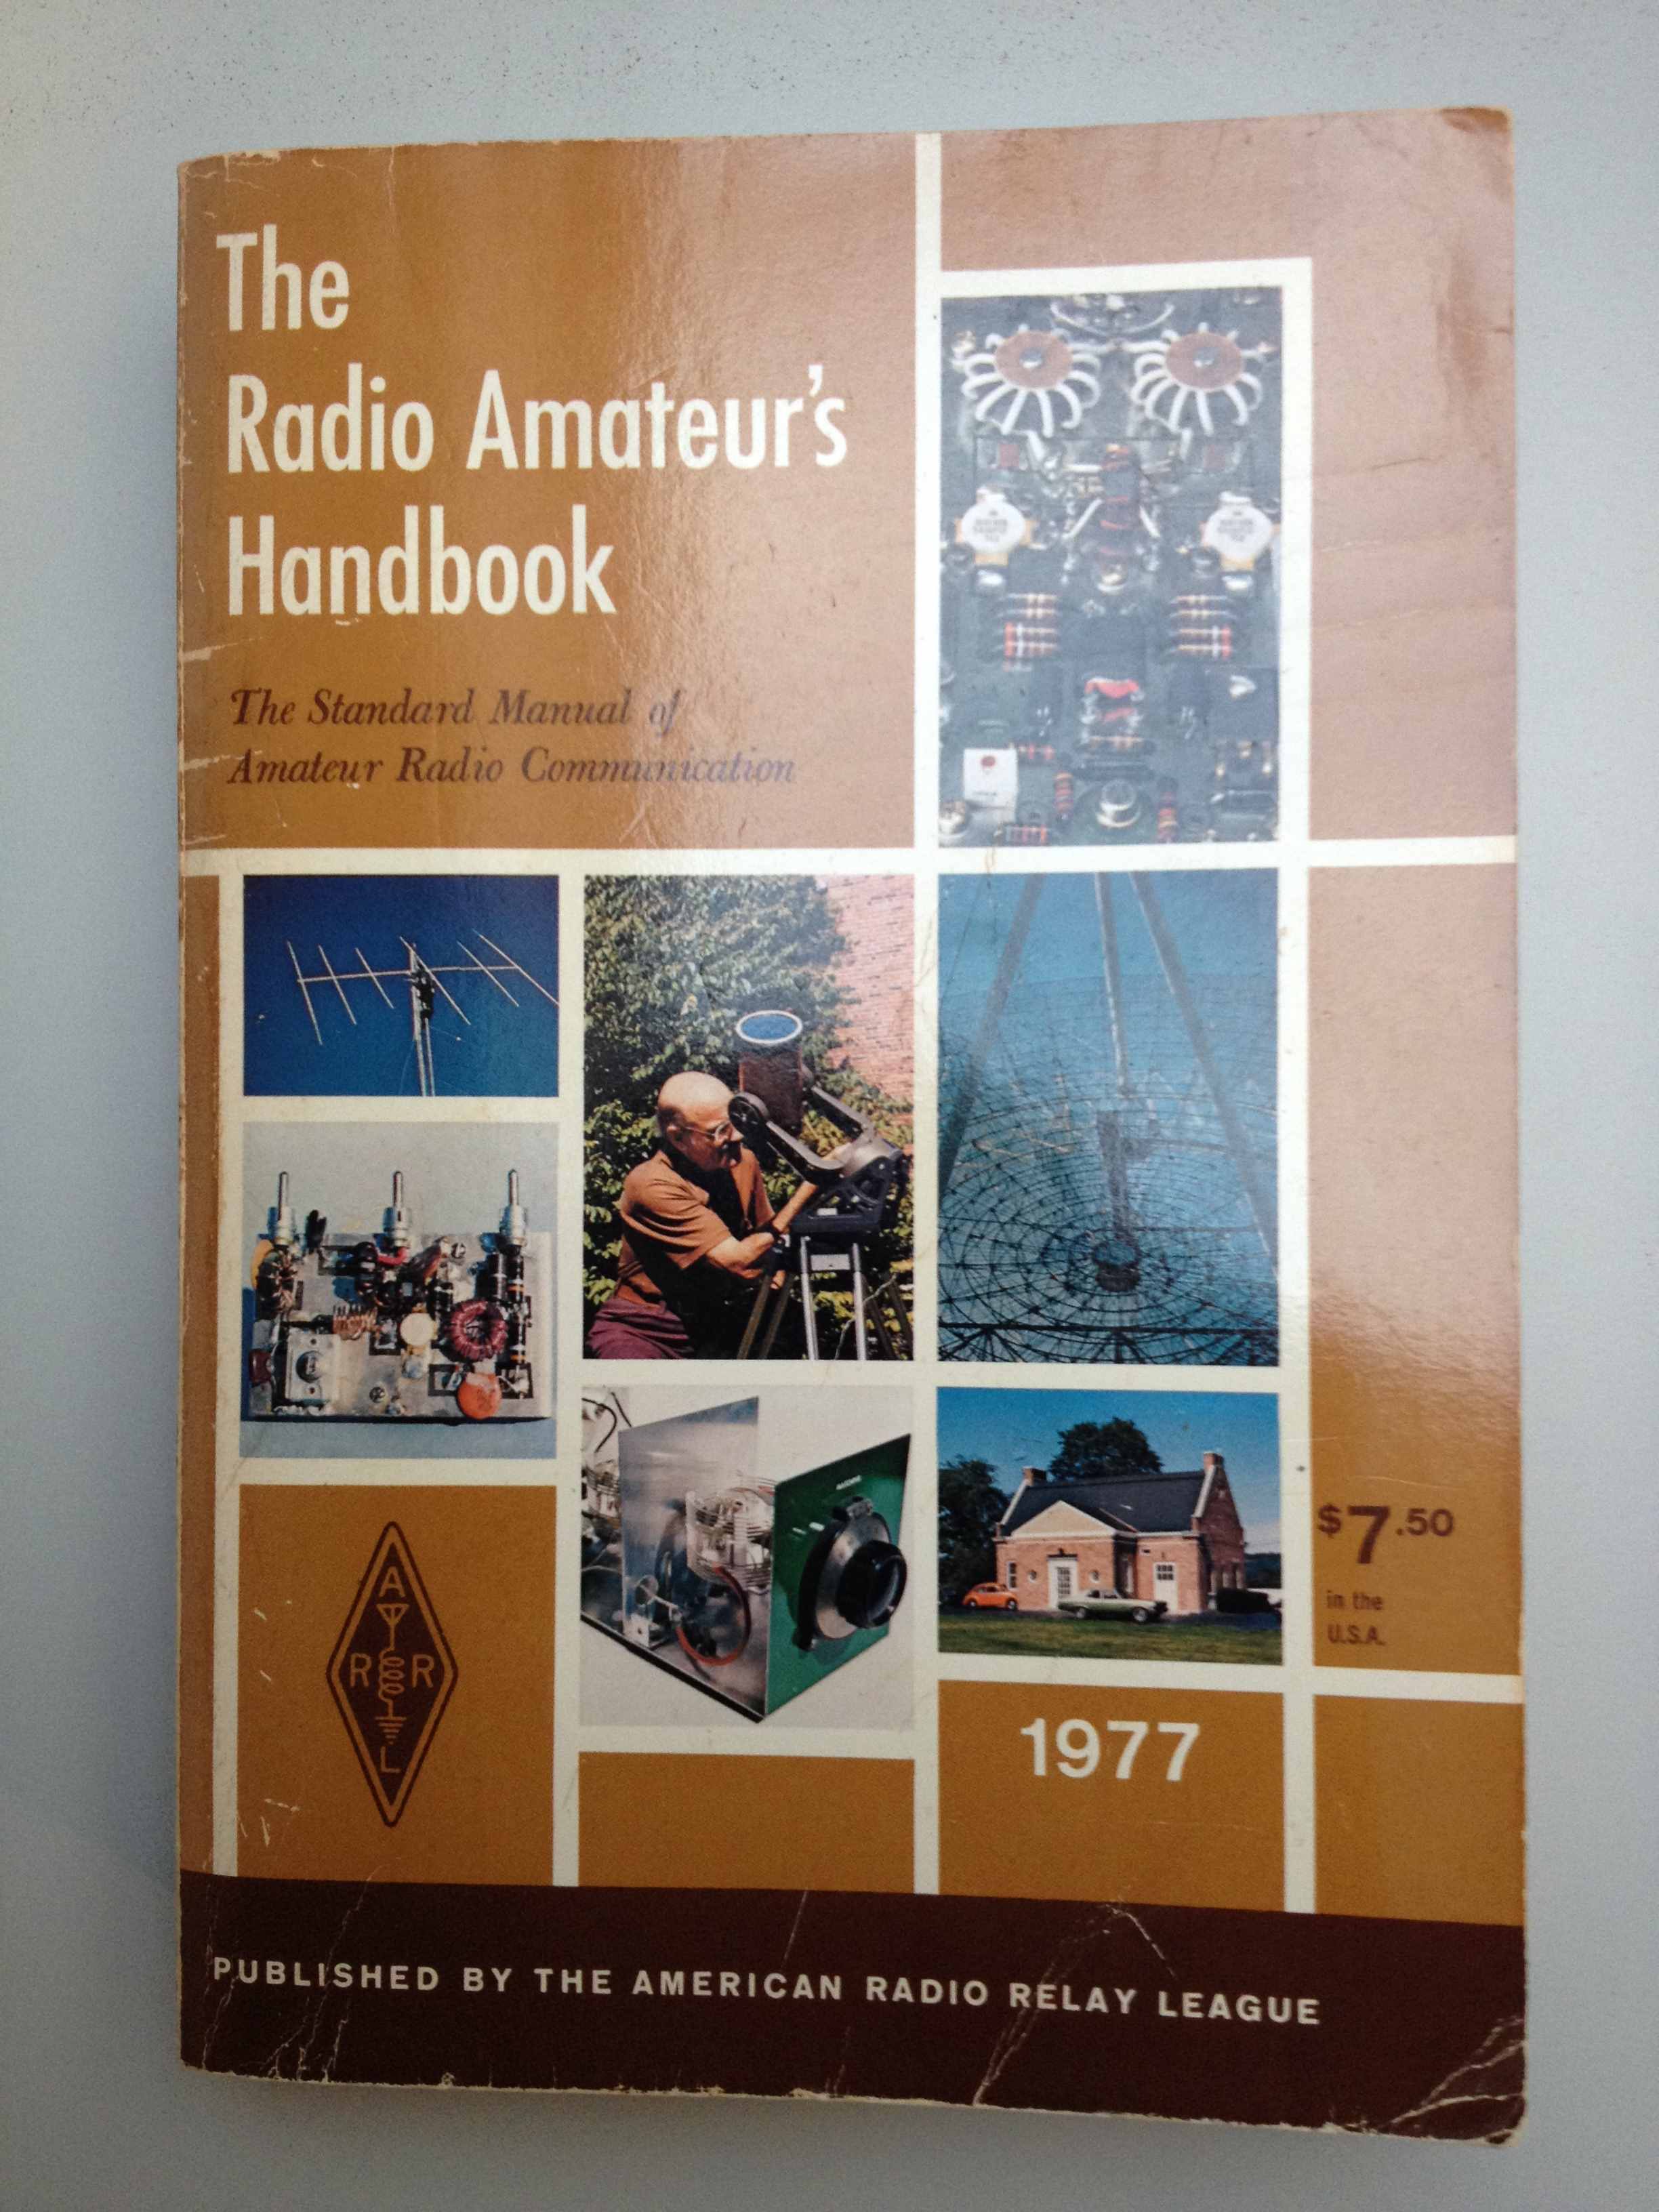 The
Radio Amateur's
Handbook
The Standard Manual of
Amateur Radio Communication
A
R R
L
$7.50
in the
U.S.A.
1977
PUBLISHED BY THE AMERICAN RADIO RELAY LEAGUE